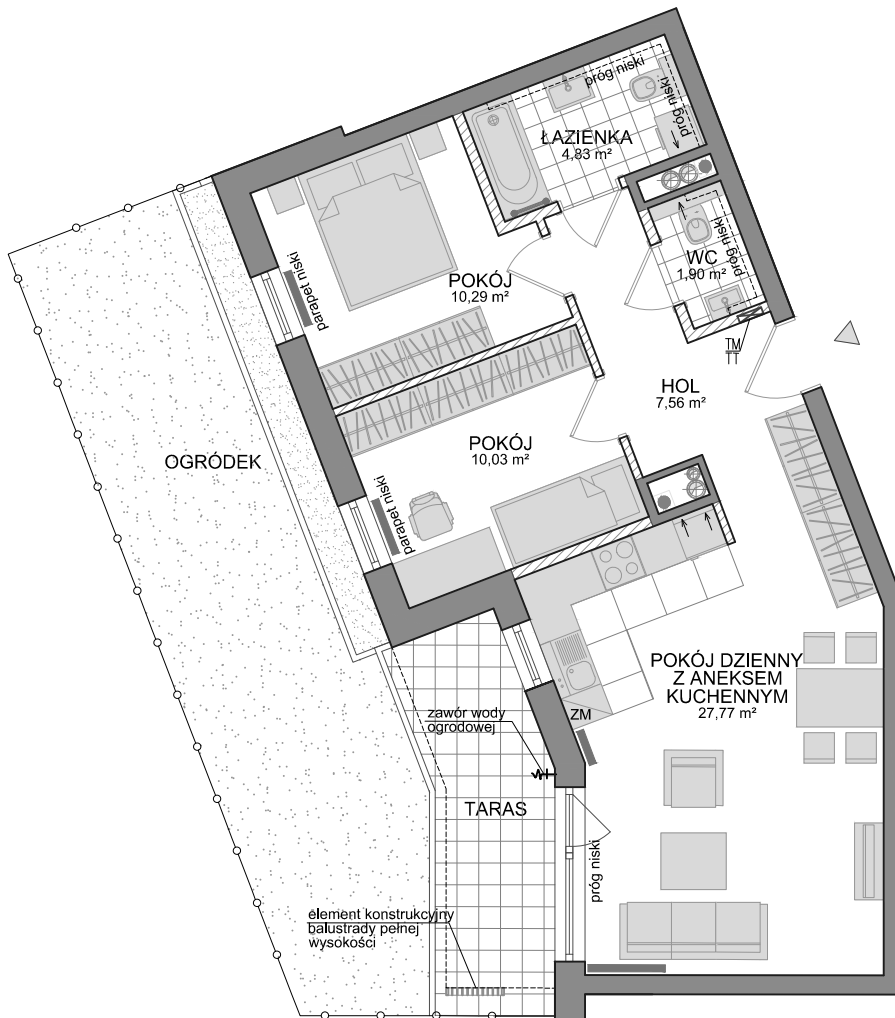 próg niski
ŁAZIENKA
4,83 m²
próg niski
WC
1,90 m²
próg niski
POKÓJ
10,29 m²
parapet niski
TM
TT
HOL
7,56 m²
POKÓJ
10,03 m²
OGRÓDEK
parapet niski
POKÓJ DZIENNY
Z ANEKSEM
KUCHENNYM
27,77 m²
ZM
zawór wody
ogrodowej
TARAS
próg niski
element konstrukcyjny
balustrady pełnej
wysokości